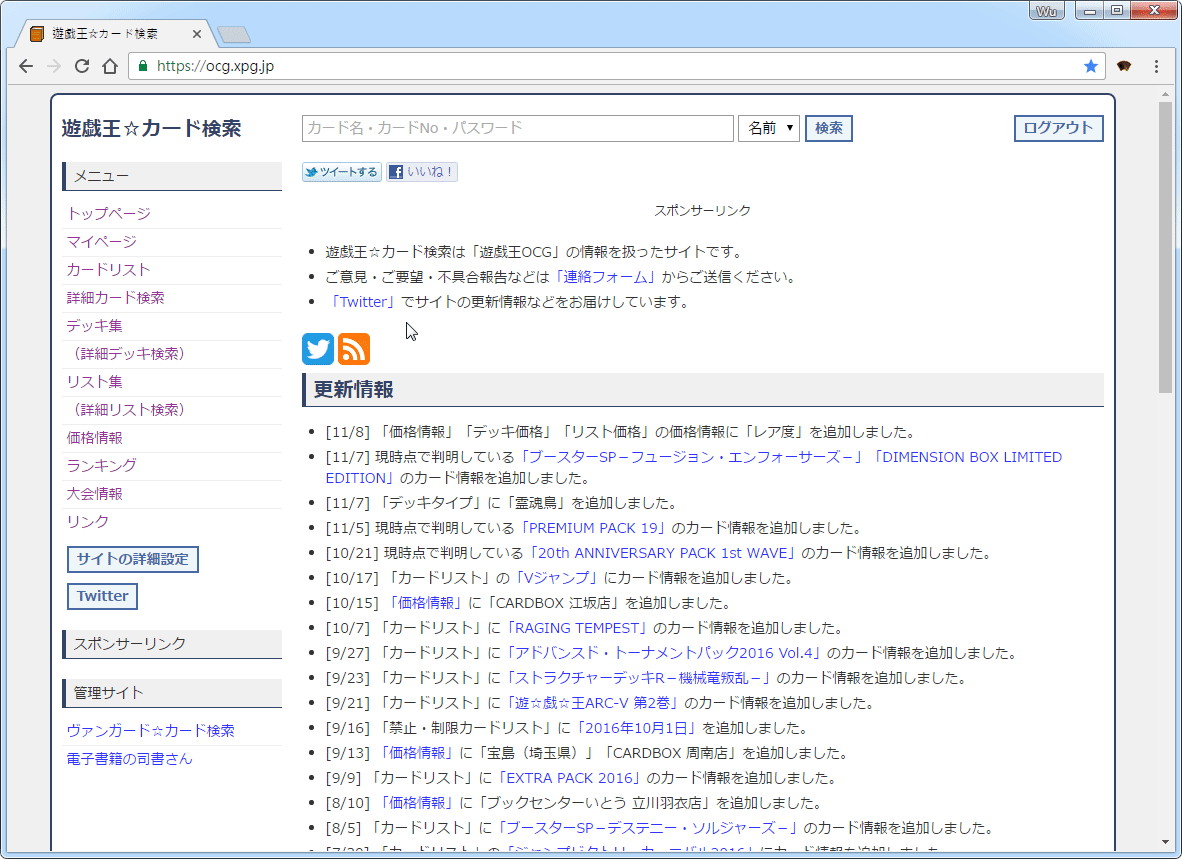 Wu
遊戯王☆カード検索
https://ocg.xpg.jp
遊戯王☆カード検索
カード名・カードNo・パスワード
名前
検索
ログアウト
メニュー
トップページ
マイページ
カードリスト
詳細カード検索
デッキ集
（詳細デッキ検索）
リスト集
（詳細リスト検索）
価格情報
ランキング
大会情報
リンク
サイトの詳細設定
Twitter
スポンサーリンク
管理サイト
ヴァンガード☆カード検索
電子書籍の司書さん
ツイートする
いいね！
スポンサーリンク
遊戯王☆カード検索は「遊戯王OCG」の情報を扱ったサイトです。
ご意見・ご要望・不具合報告などは「連絡フォーム」からご送信ください。
「Twitter」でサイトの更新情報などをお届けしています。
更新情報
[11/8] 「価格情報」「デッキ価格」「リスト価格」の価格情報に「レア度」を追加しました。
[11/7] 現時点で判明している「ブースターSP－フュージョン・エンフォーサーズ－」「DIMENSION BOX LIMITED
EDITION」のカード情報を追加しました。
[11/7] 「デッキタイプ」に「霊魂鳥」を追加しました。
[11/5] 現時点で判明している「PREMIUM PACK 19」のカード情報を追加しました。
[10/21] 現時点で判明している「20th ANNIVERSARY PACK 1st WAVE」のカード情報を追加しました。
[10/17] 「カードリスト」の「Vジャンプ」にカード情報を追加しました。
[10/15] 「価格情報」に「CARDBOX 江坂店」を追加しました。
[10/7] 「カードリスト」に「RAGING TEMPEST」のカード情報を追加しました。
[9/27] 「カードリスト」に「アドバンスド・トーナメントパック2016 Vol.4」のカード情報を追加しました。
[9/23] 「カードリスト」に「ストラクチャーデッキR－機械竜叛乱－」のカード情報を追加しました。
[9/21] 「カードリスト」に「遊☆戯☆王ARC-V 第2巻」のカード情報を追加しました。
[9/16] 「禁止・制限カードリスト」に「2016年10月1日」を追加しました。
[9/13] 「価格情報」に「宝島（埼玉県）」「CARDBOX 周南店」を追加しました。
[9/9] 「カードリスト」に「EXTRA PACK 2016」のカード情報を追加しました。
[8/10] 「価格情報」に「ブックセンターいとう 立川羽衣店」を追加しました。
[8/5] 「カードリスト」に「ブースターSP－デステニー・ソルジャーズ－」のカード情報を追加しました。